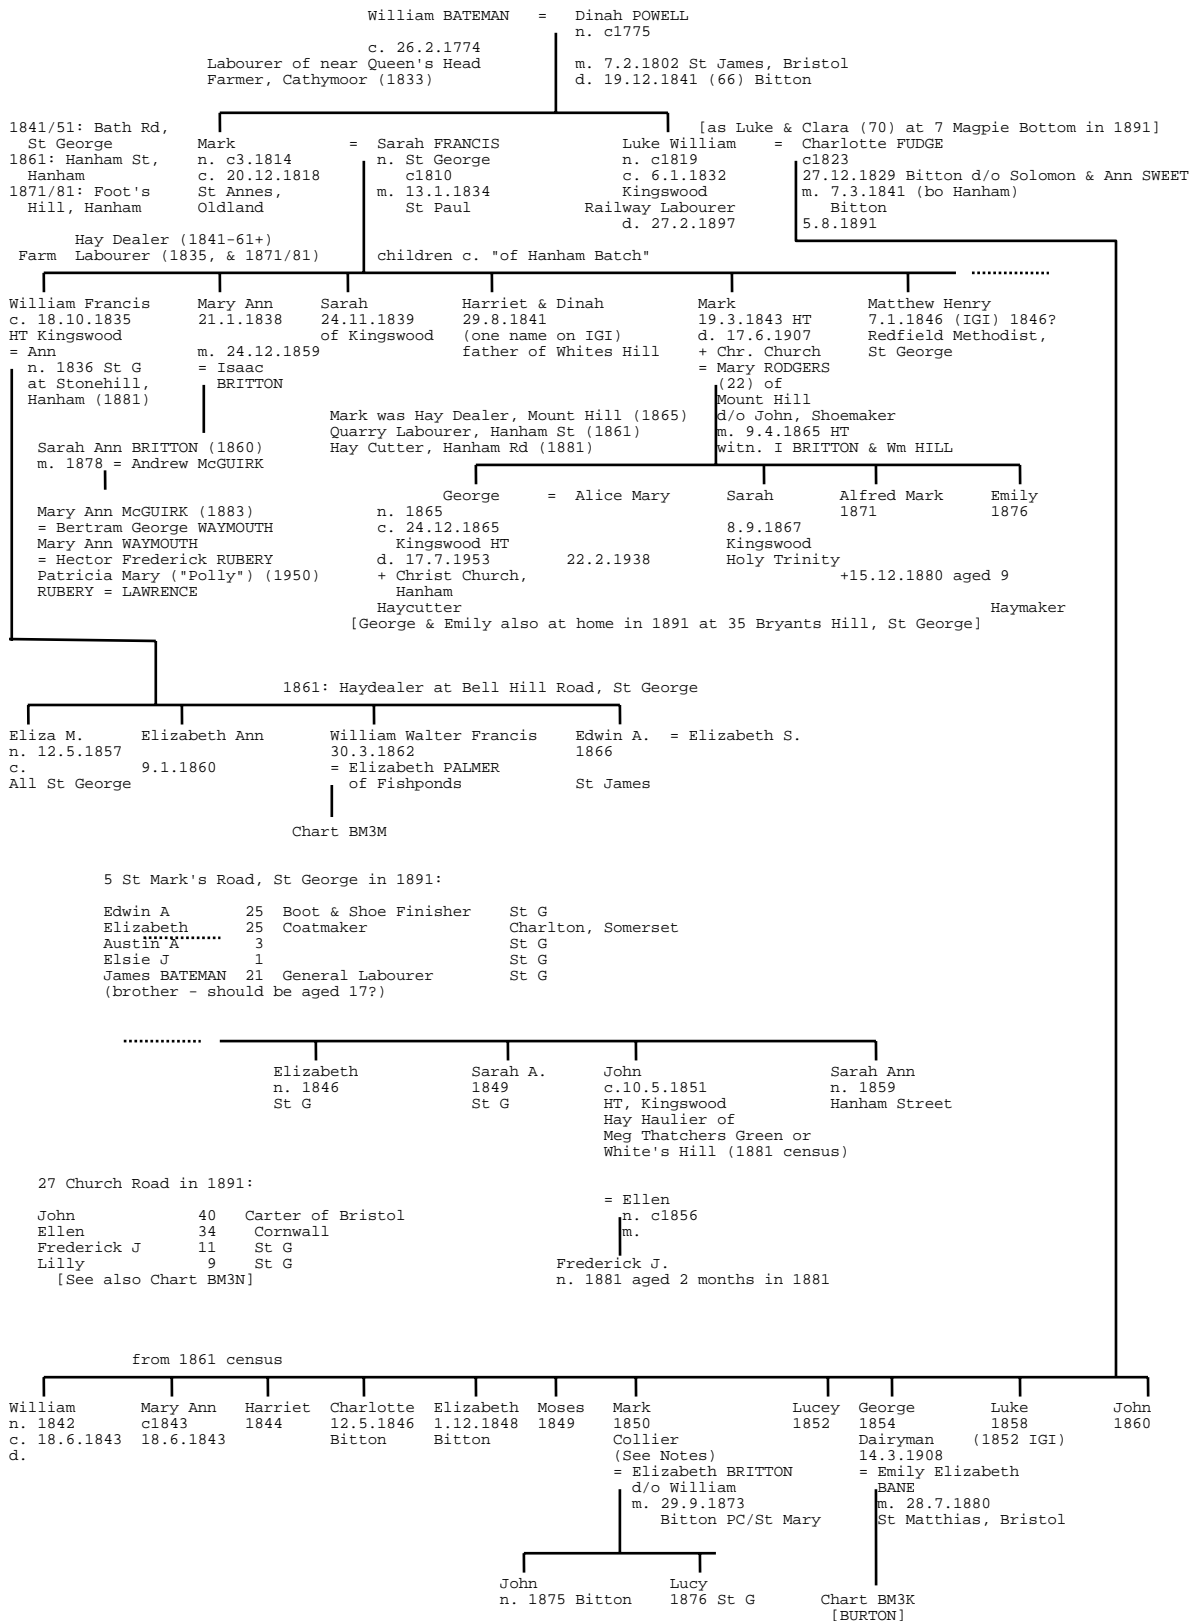 William BATEMAN = Dinah POWELL
n. c1775
c. 26.2.1774
Labourer of near Queen's Head m. 7.2.1802 St James, Bristol
Farmer, Cathymoor (1833) d. 19.12.1841 (66) Bitton
1841/51: Bath Rd, [as Luke & Clara (70) at 7 Magpie Bottom in 1891]
St George Mark = Sarah FRANCIS Luke William = Charlotte FUDGE
1861: Hanham St, n. c3.1814 n. St George n. c1819 c1823
Hanham c. 20.12.1818 c1810 c. 6.1.1832 27.12.1829 Bitton d/o Solomon & Ann SWEET
1871/81: Foot's St Annes, m. 13.1.1834 Kingswood m. 7.3.1841 (bo Hanham)
Hill, Hanham Oldland St Paul Railway Labourer Bitton
d. 27.2.1897 5.8.1891
Hay Dealer (1841-61+)
Farm Labourer (1835, & 1871/81) children c. "of Hanham Batch"
William Francis Mary Ann Sarah Harriet & Dinah Mark Matthew Henry
c. 18.10.1835 21.1.1838 24.11.1839 29.8.1841 19.3.1843 HT 7.1.1846 (IGI) 1846?
HT Kingswood of Kingswood (one name on IGI) d. 17.6.1907 Redfield Methodist,
= Ann m. 24.12.1859 father of Whites Hill + Chr. Church St George
n. 1836 St G = Isaac = Mary RODGERS
at Stonehill, BRITTON (22) of
Hanham (1881) Mount Hill
Mark was Hay Dealer, Mount Hill (1865) d/o John, Shoemaker
Quarry Labourer, Hanham St (1861) m. 9.4.1865 HT
Sarah Ann BRITTON (1860) Hay Cutter, Hanham Rd (1881) witn. I BRITTON & Wm HILL
m. 1878 = Andrew McGUIRK
George = Alice Mary Sarah Alfred Mark Emily
Mary Ann McGUIRK (1883) n. 1865 1871 1876
= Bertram George WAYMOUTH c. 24.12.1865 8.9.1867
Mary Ann WAYMOUTH Kingswood HT Kingswood
= Hector Frederick RUBERY d. 17.7.1953 22.2.1938 Holy Trinity
Patricia Mary ("Polly") (1950) + Christ Church, +15.12.1880 aged 9
RUBERY = LAWRENCE Hanham
Haycutter Haymaker
[George & Emily also at home in 1891 at 35 Bryants Hill, St George]
1861: Haydealer at Bell Hill Road, St George
Eliza M. Elizabeth Ann William Walter Francis Edwin A. = Elizabeth S.
n. 12.5.1857 30.3.1862 1866
c. 9.1.1860 = Elizabeth PALMER
All St George of Fishponds St James
Chart BM3M
5 St Mark's Road, St George in 1891:
Edwin A 25 Boot & Shoe Finisher St G
Elizabeth 25 Coatmaker Charlton, Somerset
Austin A 3 St G
Elsie J 1 St G
James BATEMAN 21 General Labourer St G
(brother - should be aged 17?)
Elizabeth Sarah A. John Sarah Ann
n. 1846 1849 c.10.5.1851 n. 1859
St G St G HT, Kingswood Hanham Street
Hay Haulier of
Meg Thatchers Green or
White's Hill (1881 census)
27 Church Road in 1891:
= Ellen
John 40 Carter of Bristol n. c1856
Ellen 34 Cornwall m.
Frederick J 11 St G
Lilly 9 St G Frederick J.
[See also Chart BM3N] n. 1881 aged 2 months in 1881
from 1861 census
William Mary Ann Harriet Charlotte Elizabeth Moses Mark Lucey George Luke John
n. 1842 c1843 1844 12.5.1846 1.12.1848 1849 1850 1852 1854 1858 1860
c. 18.6.1843 18.6.1843 Bitton Bitton Collier Dairyman (1852 IGI)
d. (See Notes) 14.3.1908
= Elizabeth BRITTON = Emily Elizabeth
d/o William BANE
m. 29.9.1873 m. 28.7.1880
Bitton PC/St Mary St Matthias, Bristol
John Lucy
n. 1875 Bitton 1876 St G Chart BM3K
[BURTON]